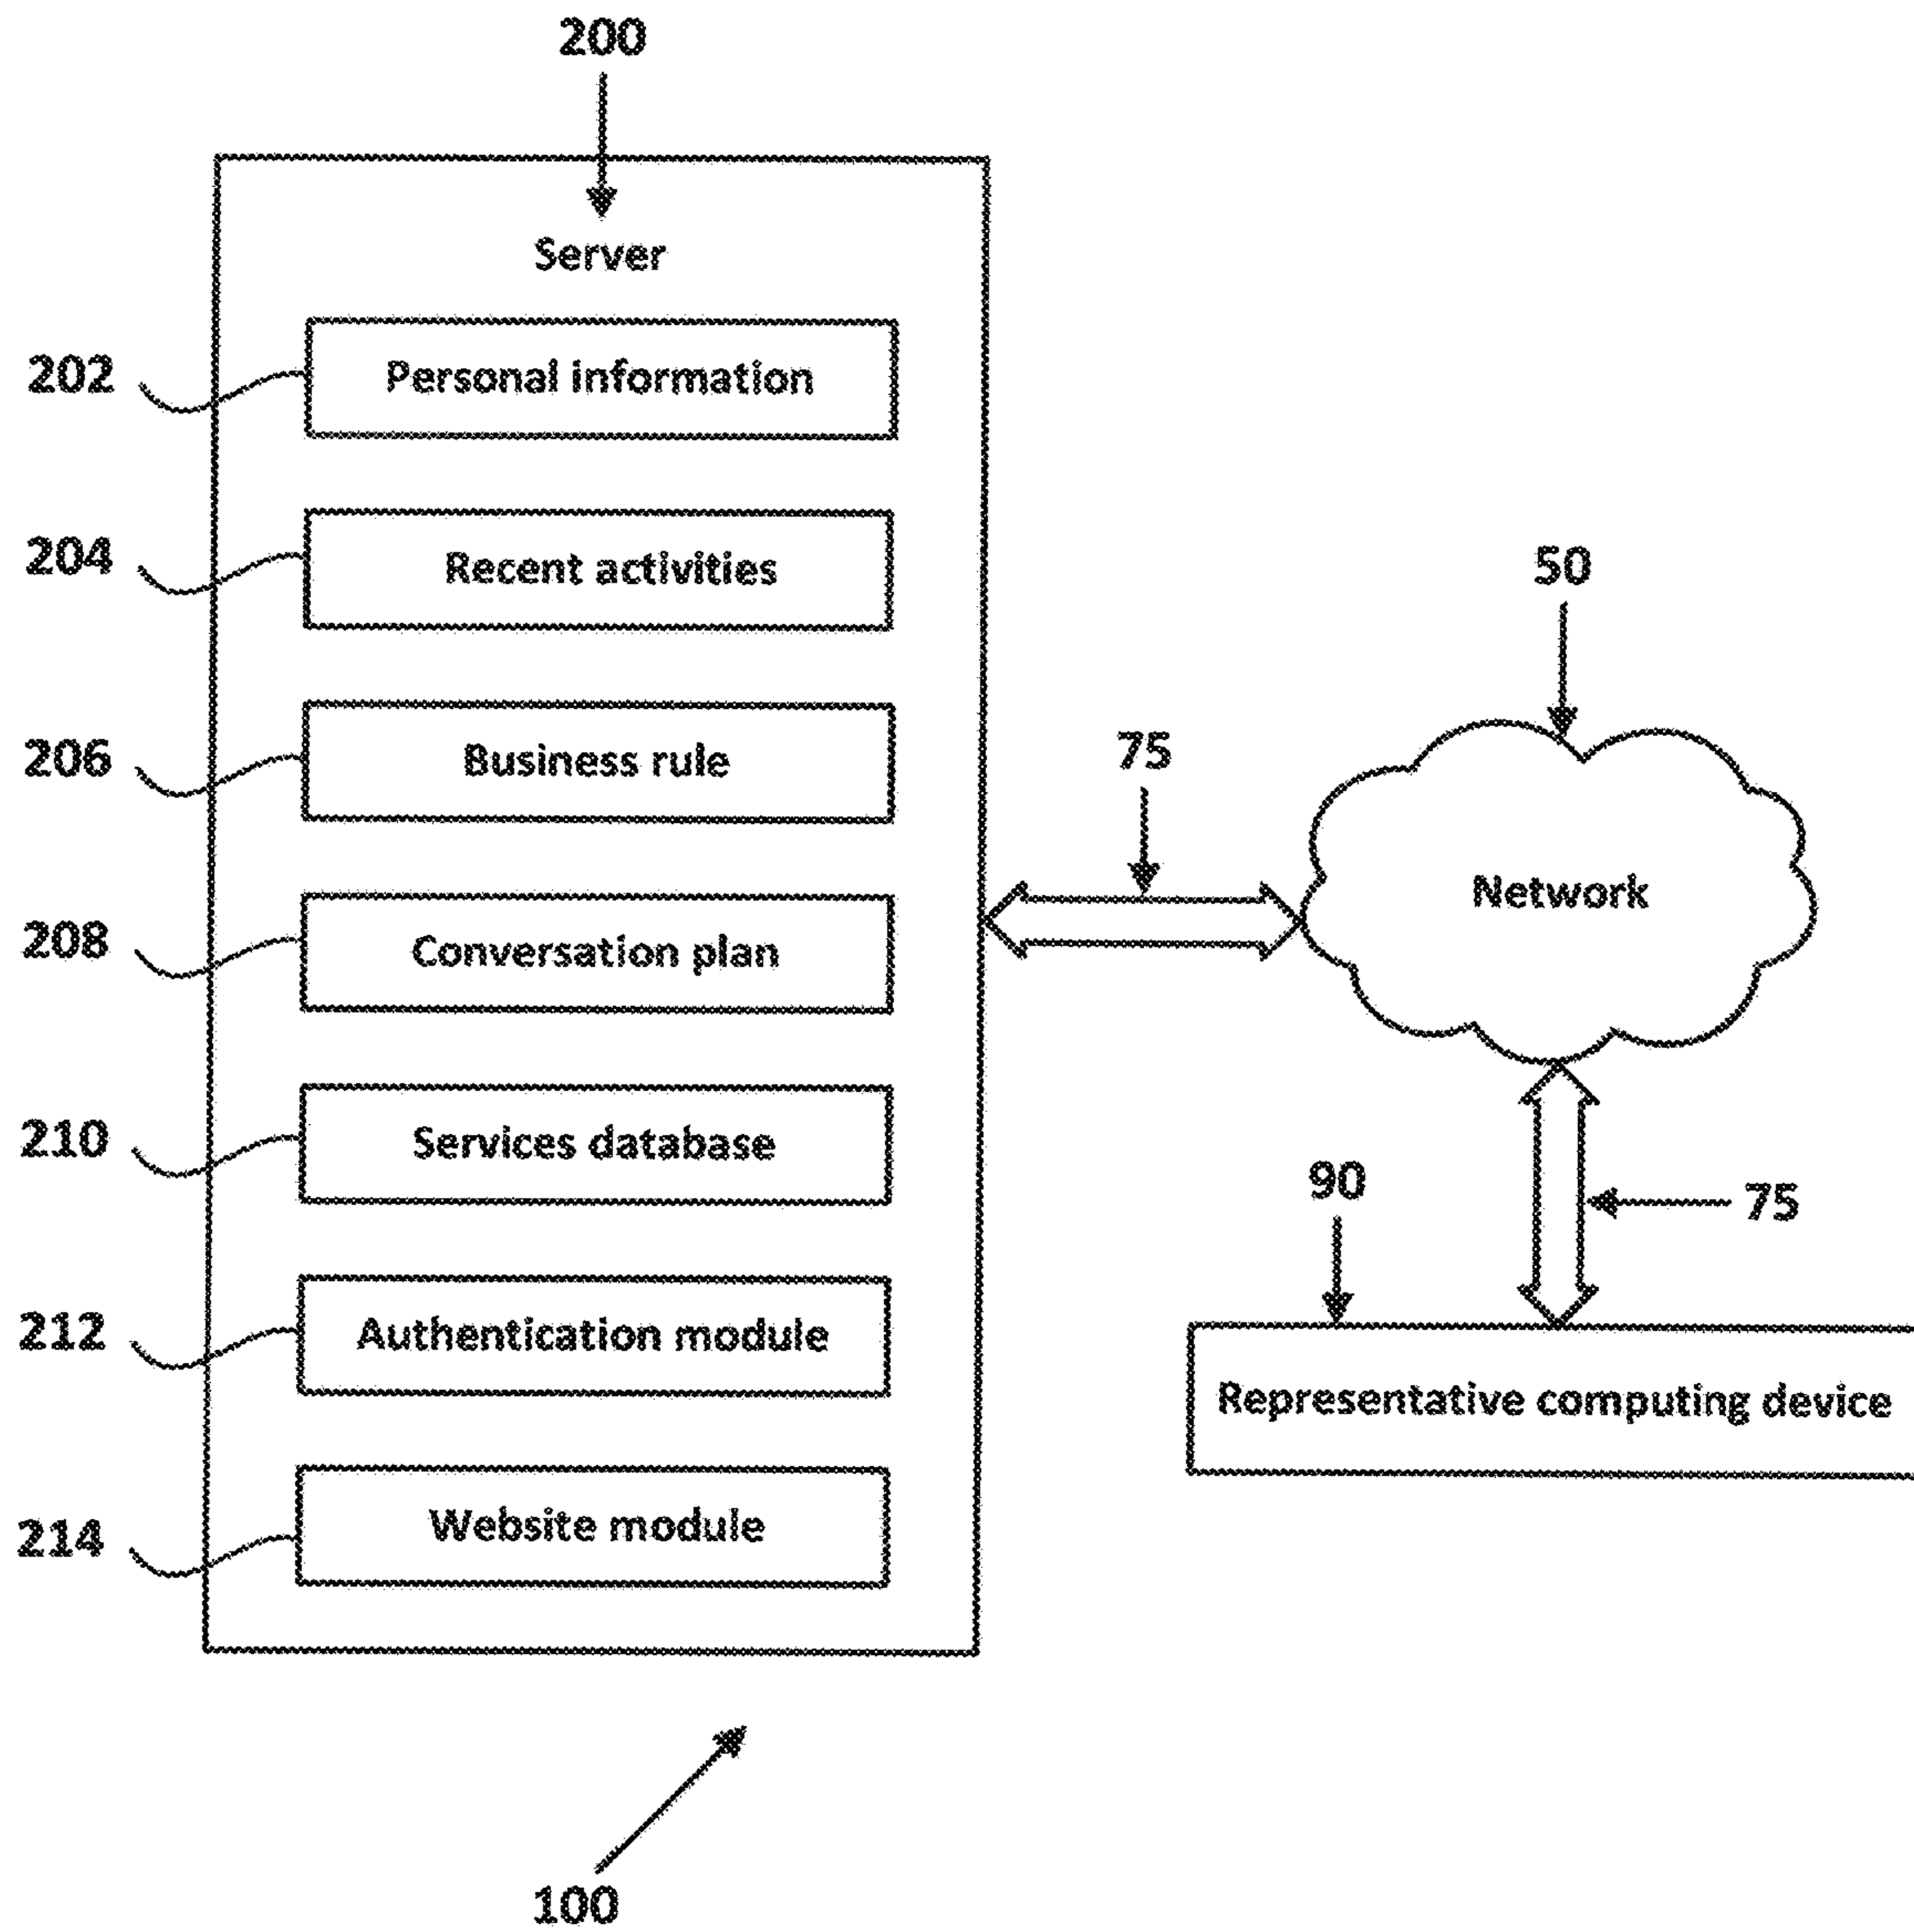 200
Server
202 Personal information
204 Recent activities
206 Business rule
208 Conversation plan
210 Services database
212 Authentication module
214 Website module
100
75
50
Network
75
90
Representative computing device